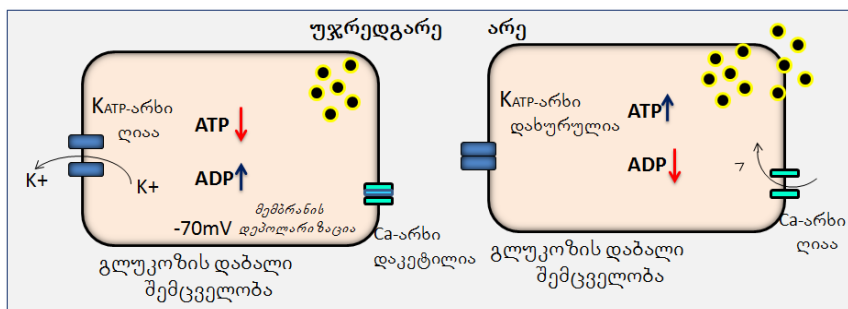 უჯრედგარე არე
KATP-არხი
ღიაა
ATP
ADP
K+
K+
-70mV
მემბრანის
დეპოლარიზაცია
Ca-არხი
დაკეტილია
გლუკოზის დაბალი
შემცველობა
KATP-არხი
დახურულია
ATP
ADP
Ca-არხი
ღიაა
გლუკოზის დაბალი
შემცველობა